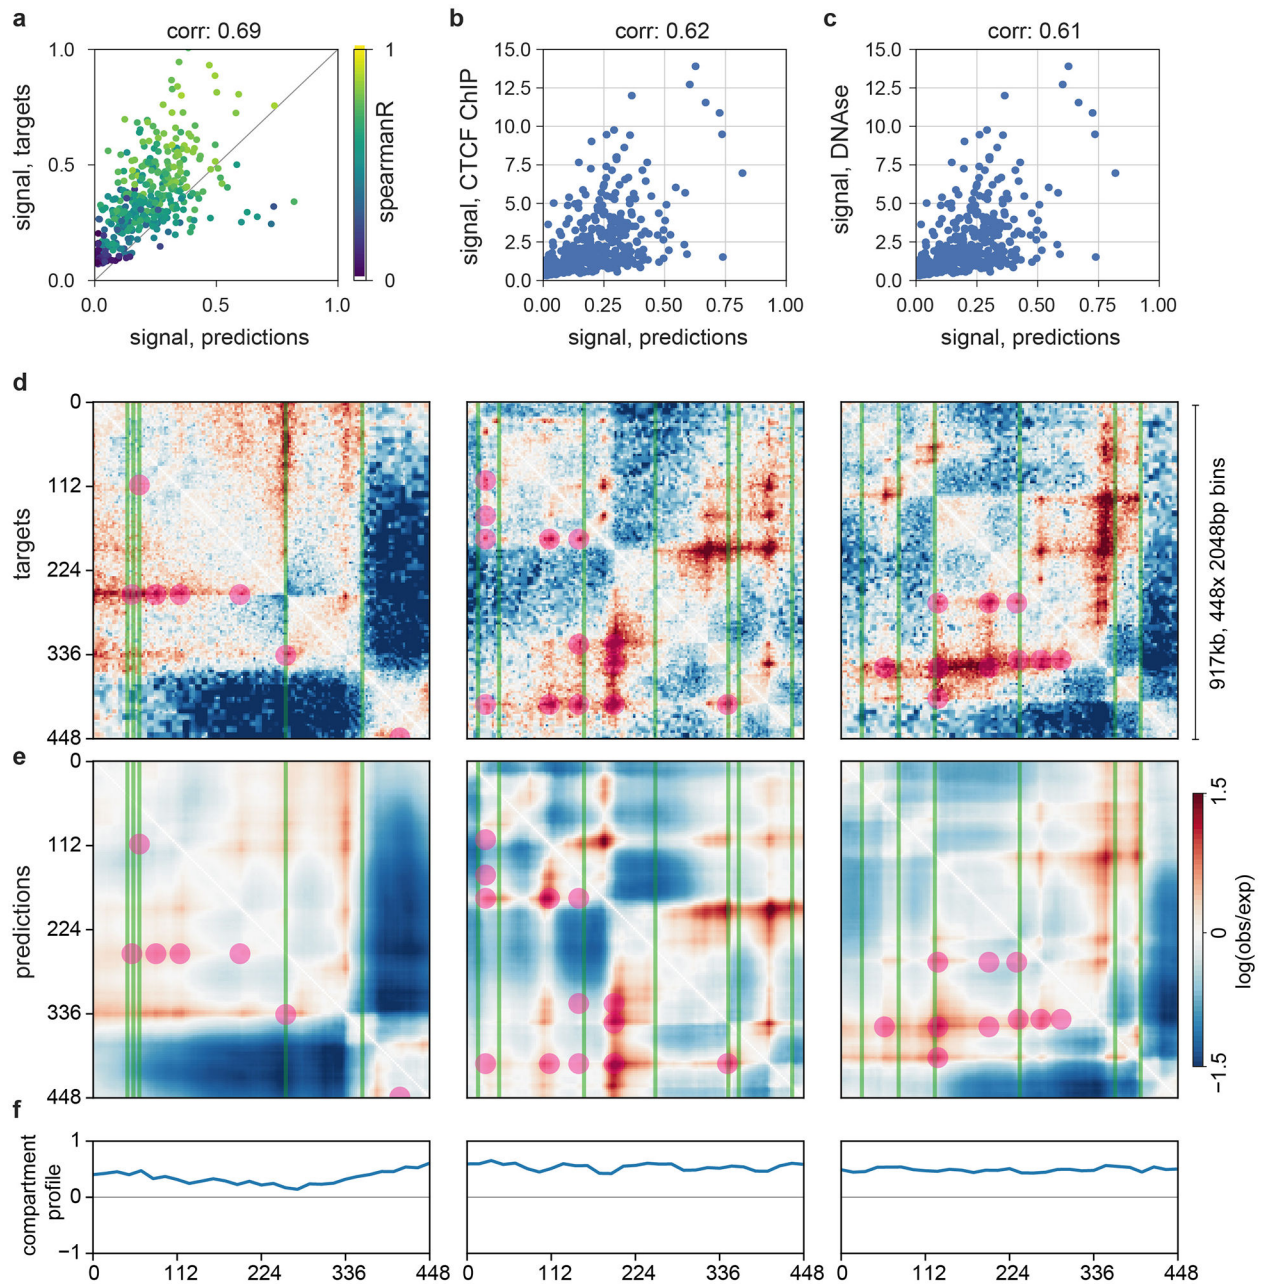 a
corr: 0.69
1.0
0.5
0.0
signal, targets
0.0
0.5
1.0
signal, predictions
1
0
spearmanR
b
corr: 0.62
15.0
12.5
10.0
7.5
5.0
2.5
0.0
signal, CTCF ChIP
0.00
0.25
0.50
0.75
1.00
signal, predictions
c
corr: 0.61
15.0
12.5
10.0
7.5
5.0
2.5
0.0
signal, DNAse
0.00
0.25
0.50
0.75
1.00
signal, predictions
d
0
112
224
336
448
targets
917kb, 448x 2048bp bins
e
0
112
224
336
448
predictions
1.5
0
−1.5
log(obs/exp)
f
1
0
−1
compartment
profile
0
112
224
336
448
0
112
224
336
448
0
112
224
336
448